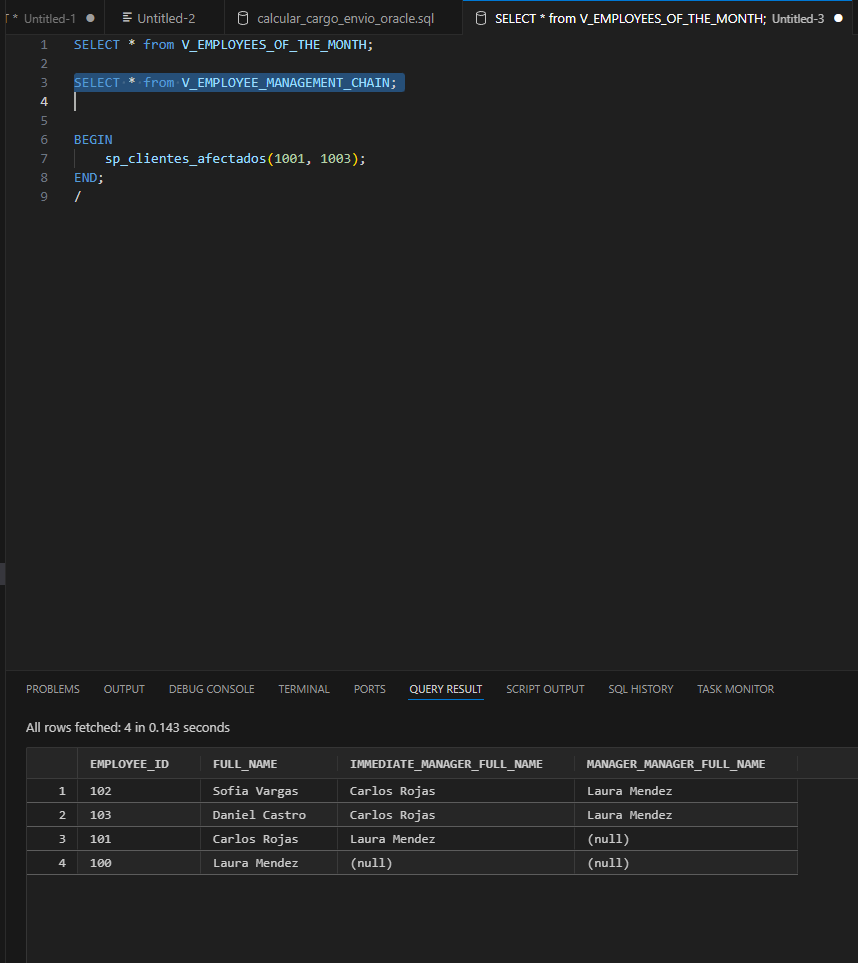 T * Untitled-1 Untitled-2 calcular_cargo_envio_oracle.sql SELECT * from V_EMPLOYEES_OF_THE_MONTH; Untitled-3
1 SELECT * from V_EMPLOYEES_OF_THE_MONTH;
2
3 SELECT * from V_EMPLOYEE_MANAGEMENT_CHAIN;
4
5
6 BEGIN
7 sp_clientes_afectados(1001, 1003);
8 END;
9 /
PROBLEMS OUTPUT DEBUG CONSOLE TERMINAL PORTS QUERY RESULT SCRIPT OUTPUT SQL HISTORY TASK MONITOR
All rows fetched: 4 in 0.143 seconds
EMPLOYEE_ID FULL_NAME IMMEDIATE_MANAGER_FULL_NAME MANAGER_MANAGER_FULL_NAME
1 102 Sofia Vargas Carlos Rojas Laura Mendez
2 103 Daniel Castro Carlos Rojas Laura Mendez
3 101 Carlos Rojas Laura Mendez (null)
4 100 Laura Mendez (null) (null)